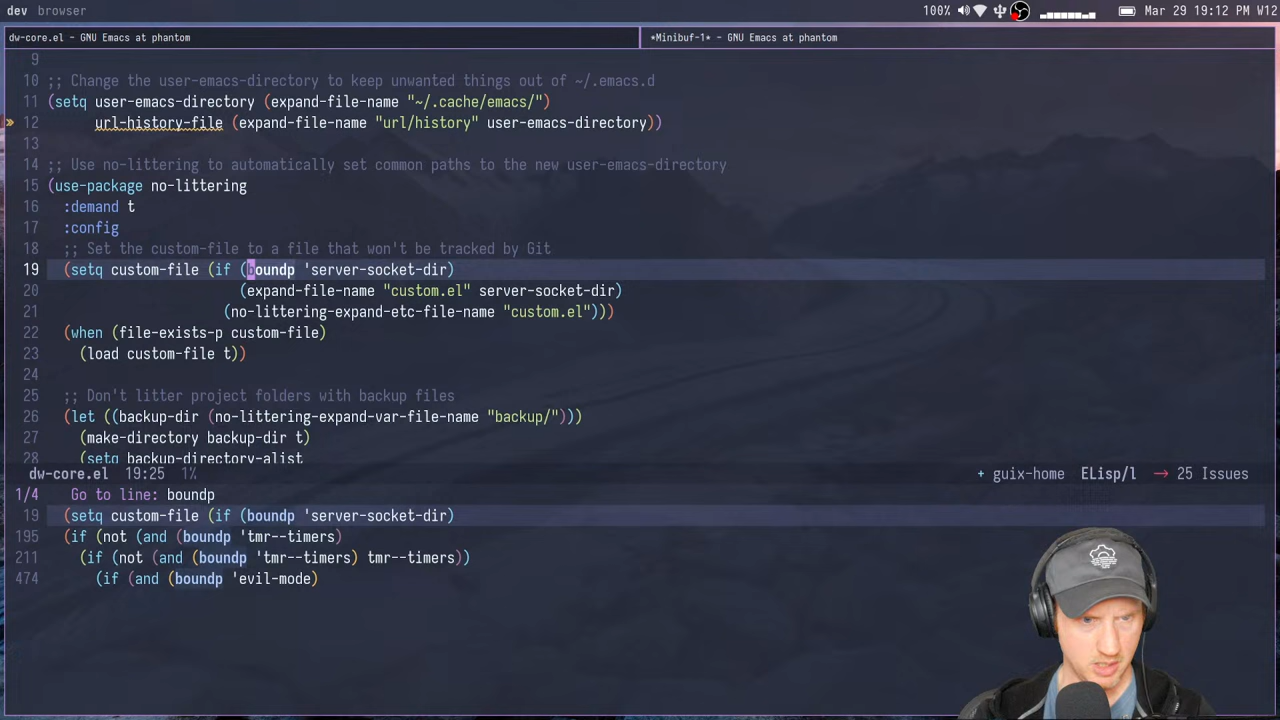 dev browser 100% Mar 29 19:12 PM W12
dw-core.el - GNU Emacs at phantom *Minibuf-1* - GNU Emacs at phantom
9
10 ;; Change the user-emacs-directory to keep unwanted things out of ~/.emacs.d
11 (setq user-emacs-directory (expand-file-name "~/.cache/emacs/")
» 12 url-history-file (expand-file-name "url/history" user-emacs-directory))
13
14 ;; Use no-littering to automatically set common paths to the new user-emacs-directory
15 (use-package no-littering
16 :demand t
17 :config
18 ;; Set the custom-file to a file that won't be tracked by Git
19 (setq custom-file (if (boundp 'server-socket-dir)
20 (expand-file-name "custom.el" server-socket-dir)
21 (no-littering-expand-etc-file-name "custom.el")))
22 (when (file-exists-p custom-file)
23 (load custom-file t))
24
25 ;; Don't litter project folders with backup files
26 (let ((backup-dir (no-littering-expand-var-file-name "backup/")))
27 (make-directory backup-dir t)
28 (setq backup-directory-alist
dw-core.el 19:25 1% + guix-home ELisp/l → 25 Issues
1/4 Go to line: boundp
19 (setq custom-file (if (boundp 'server-socket-dir)
195 (if (not (and (boundp 'tmr--timers)
211 (if (not (and (boundp 'tmr--timers) tmr--timers))
474 (if (and (boundp 'evil-mode)